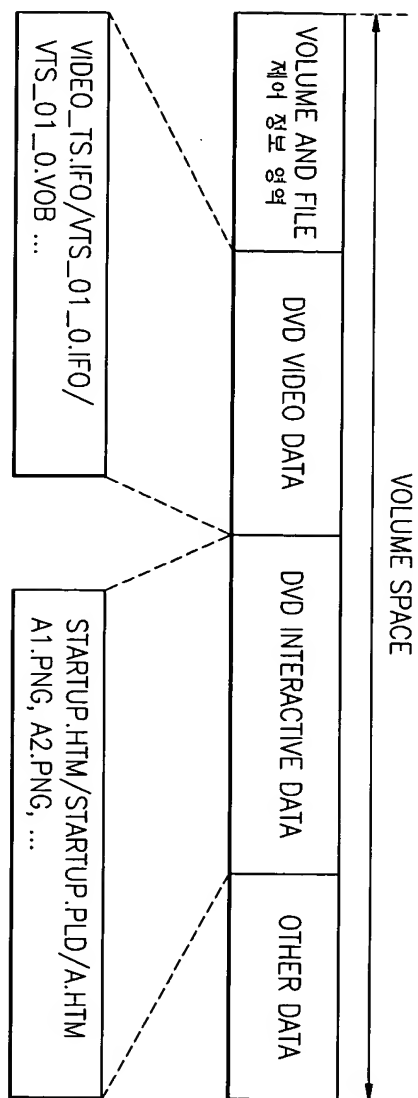 VOLUME SPACE
VOLUME AND FILE
제어 정보 영역
DVD VIDEO DATA
DVD INTERACTIVE DATA
OTHER DATA
VIDEO_TS.IFO/VTS_01_0.IFO/
VTS_01_0.VOB ...
STARTUP.HTM/STARTUP.PLD/A.HTM
A1.PNG, A2.PNG, ...